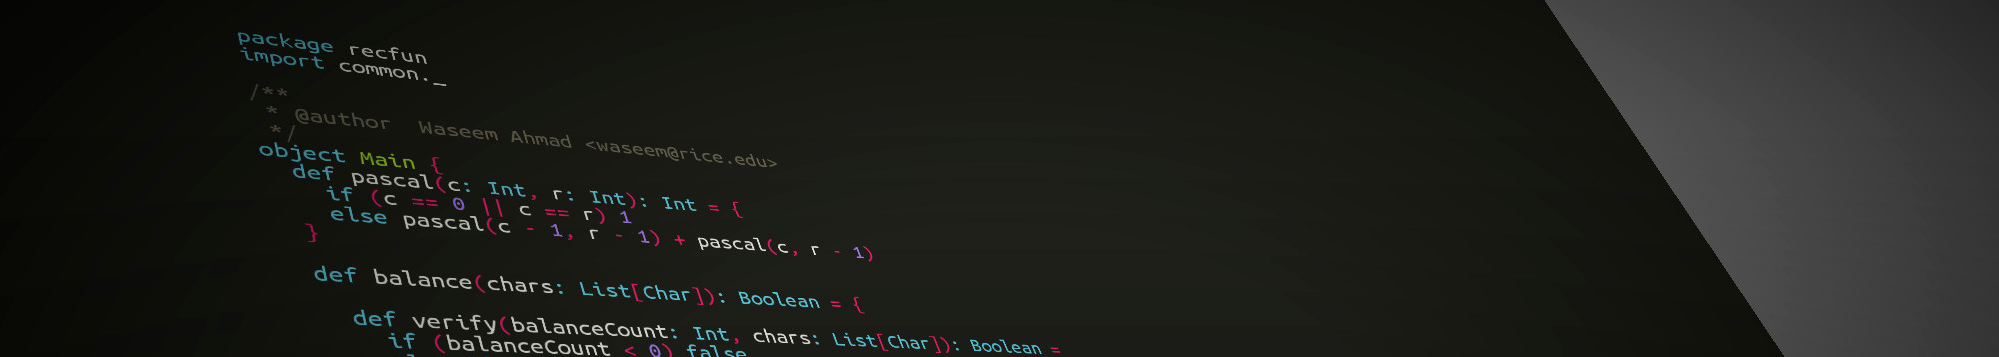 package recfun
import common._
/**
* @author Waseem Ahmad <waseem@rice.edu>
*/
object Main {
def pascal(c: Int, r: Int): Int = {
if (c == 0 || c == r) 1
else pascal(c - 1, r - 1) + pascal(c, r - 1)
}
def balance(chars: List[Char]): Boolean = {
def verify(balanceCount: Int, chars: List[Char]): Boolean =
if (balanceCount < 0) false